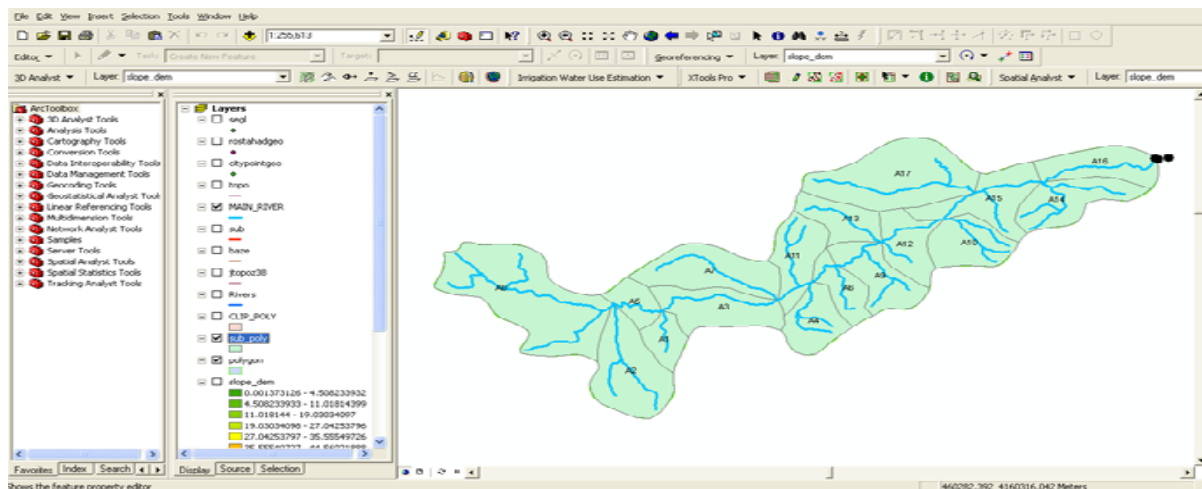 File Edit View Insert Selection Tools Window Help
1:255,613
Editor Task: Create New Feature Target: Georeferencing Layer: slope_dem
3D Analyst Layer: slope_dem Irrigation Water Use Estimation XTools Pro Spatial Analyst Layer: slope_dem
ArcToolbox
3D Analyst Tools
Analysis Tools
Cartography Tools
Conversion Tools
Data Interoperability Tools
Data Management Tools
Geocoding Tools
Geostatistical Analyst Tools
Linear Referencing Tools
Multidimension Tools
Network Analyst Tools
Samples
Server Tools
Spatial Analyst Tools
Spatial Statistics Tools
Tracking Analyst Tools
Favorites Index Search
Layers
rostahadgeo
citypointgeo
topo
MAIN_RIVER
sub
haze
jtopoz38
Rivers
CLIP_POLY
sub_poly
polygon
slope_dem
0.001373126 - 4.508233932
4.508233933 - 11.01814399
11.018144 - 19.03034097
19.03034098 - 27.04253796
27.04253797 - 35.55549726
Display Source Selection
A17
A16
A15
A14
A13
A12
A10
A11
A9
A7
A6
A3
A4
A1
A2
Shows the feature property editor
460282.392 4160316.042 Meters